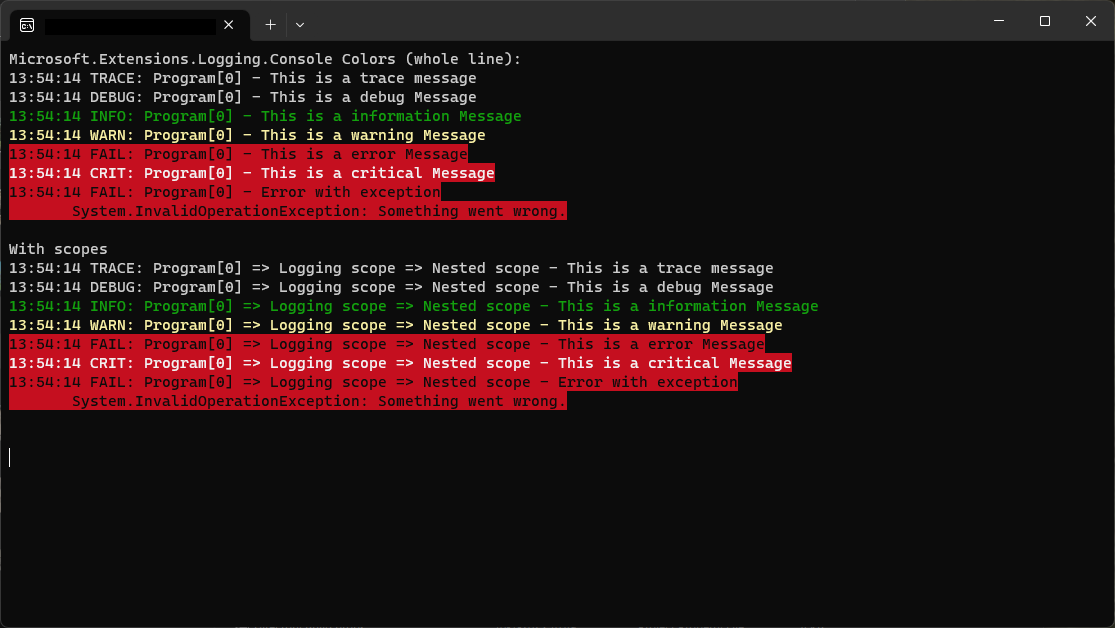 Microsoft.Extensions.Logging.Console Colors (whole line):
13:54:14 TRACE: Program[0] - This is a trace message
13:54:14 DEBUG: Program[0] - This is a debug Message
13:54:14 INFO: Program[0] - This is a information Message
13:54:14 WARN: Program[0] - This is a warning Message
13:54:14 FAIL: Program[0] - This is a error Message
13:54:14 CRIT: Program[0] - This is a critical Message
13:54:14 FAIL: Program[0] - Error with exception
System.InvalidOperationException: Something went wrong.
With scopes
13:54:14 TRACE: Program[0] => Logging scope => Nested scope - This is a trace message
13:54:14 DEBUG: Program[0] => Logging scope => Nested scope - This is a debug Message
13:54:14 INFO: Program[0] => Logging scope => Nested scope - This is a information Message
13:54:14 WARN: Program[0] => Logging scope => Nested scope - This is a warning Message
13:54:14 FAIL: Program[0] => Logging scope => Nested scope - This is a error Message
13:54:14 CRIT: Program[0] => Logging scope => Nested scope - This is a critical Message
13:54:14 FAIL: Program[0] => Logging scope => Nested scope - Error with exception
System.InvalidOperationException: Something went wrong.